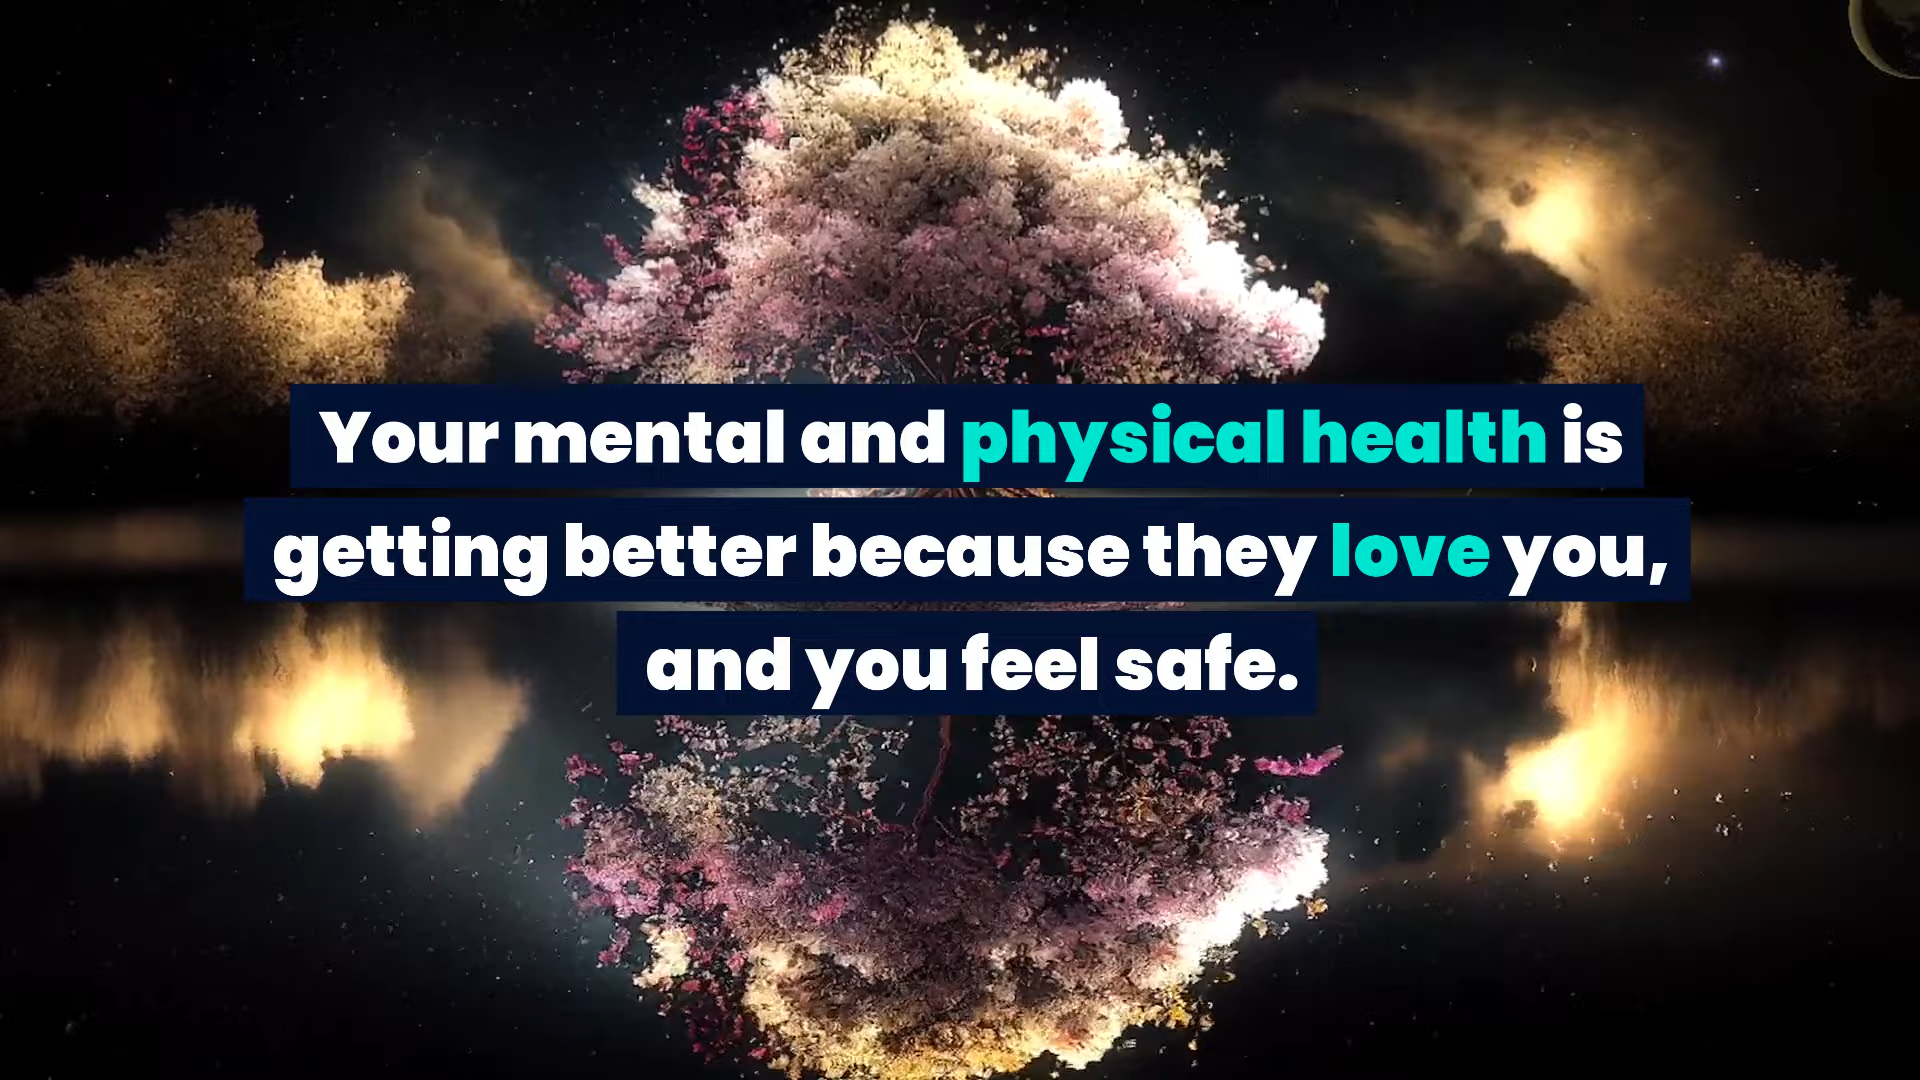 Your mental and physical health is
getting better because they love you,
and you feel safe.